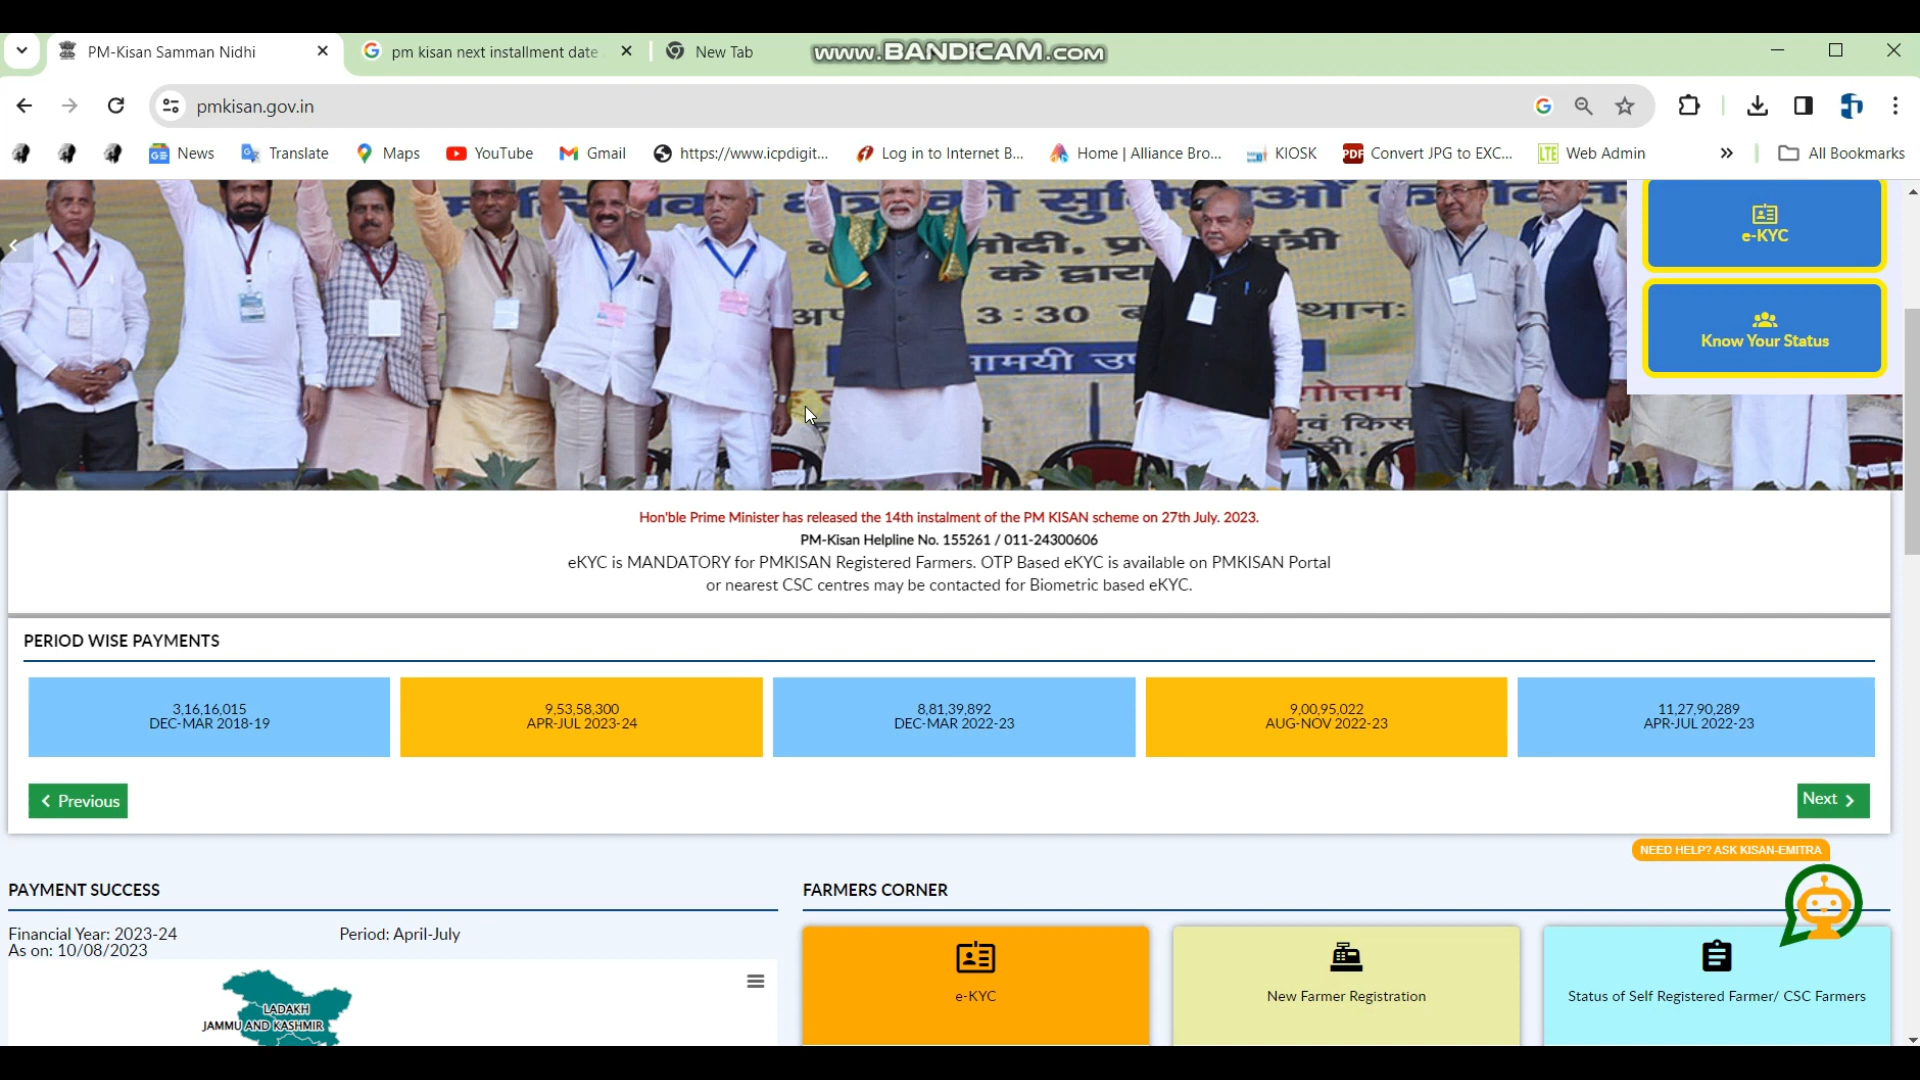 PM-Kisan Samman Nidhi
pm kisan next installment date
New Tab
www.BANDICAM.com
pmkisan.gov.in
News
Translate
Maps
YouTube
Gmail
https://www.icpdigit...
Log in to Internet B...
Home | Alliance Bro...
KIOSK
PDF Convert JPG to EXC...
LTE Web Admin
All Bookmarks
क्षेत्र की सुविधाओं
मोदी,
के द्वारा
3:30
e-KYC
Know Your Status
Hon'ble Prime Minister has released the 14th instalment of the PM KISAN scheme on 27th July. 2023.
PM-Kisan Helpline No. 155261 / 011-24300606
eKYC is MANDATORY for PMKISAN Registered Farmers. OTP Based eKYC is available on PMKISAN Portal
or nearest CSC centres may be contacted for Biometric based eKYC.
PERIOD WISE PAYMENTS
3,16,16,015
DEC-MAR 2018-19
9,53,58,300
APR-JUL 2023-24
8,81,39,892
DEC-MAR 2022-23
9,00,95,022
AUG-NOV 2022-23
11,27,90,289
APR-JUL 2022-23
Previous
Next
NEED HELP? ASK KISAN-EMITRA
PAYMENT SUCCESS
FARMERS CORNER
Financial Year: 2023-24
Period: April-July
As on: 10/08/2023
LADAKH
JAMMU AND KASHMIR
e-KYC
New Farmer Registration
Status of Self Registered Farmer/ CSC Farmers